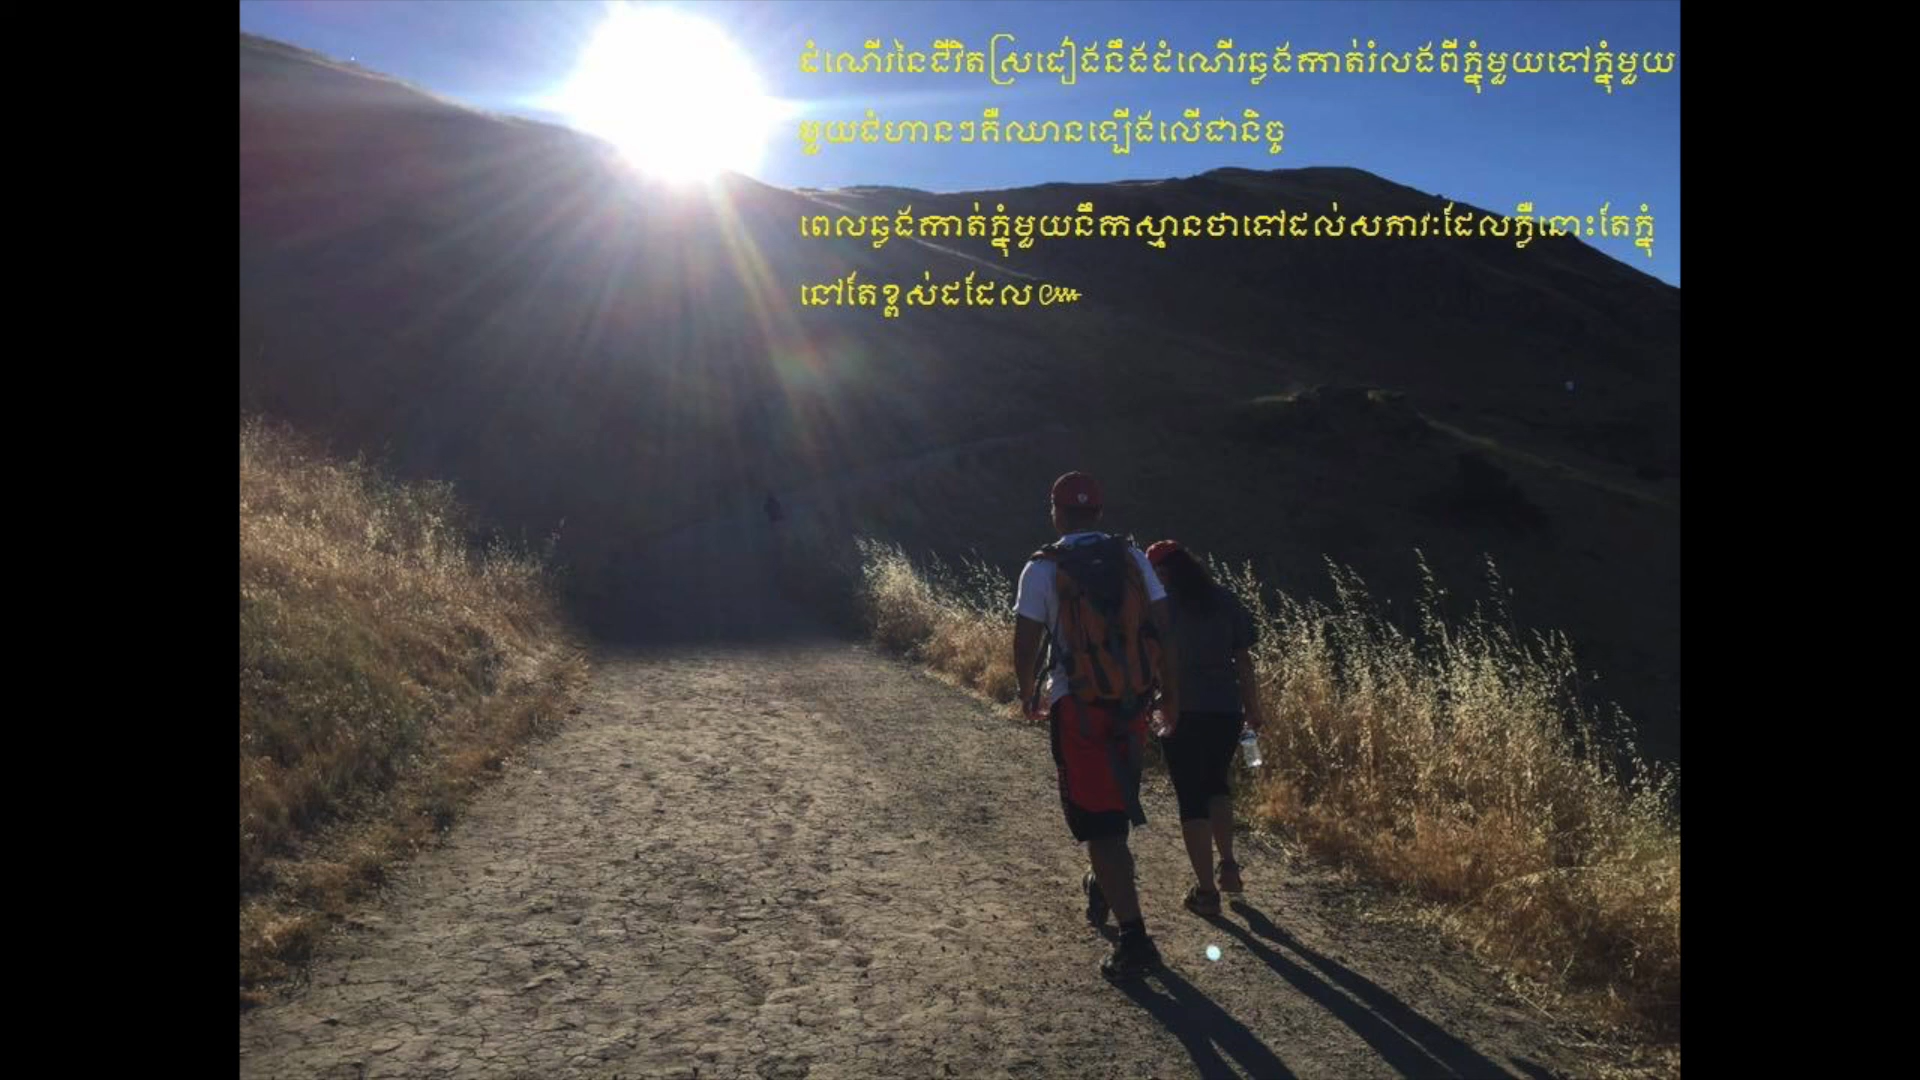 ដំណើរនៃជីវិតស្រដៀងនឹងដំណើរឆ្លងកាត់រំលងពីភ្នុំមួយទៅភ្នុំមួយ
មួយជំហានៗគឺឈានឡើងលើជានិច្ច
ពេលឆ្លងកាត់ភ្នុំមួយនឹកស្មានថាទៅដល់សភាវៈដែលភ្លឺនោះតែភ្នុំ
នៅតែខ្ពស់ដដែល៚